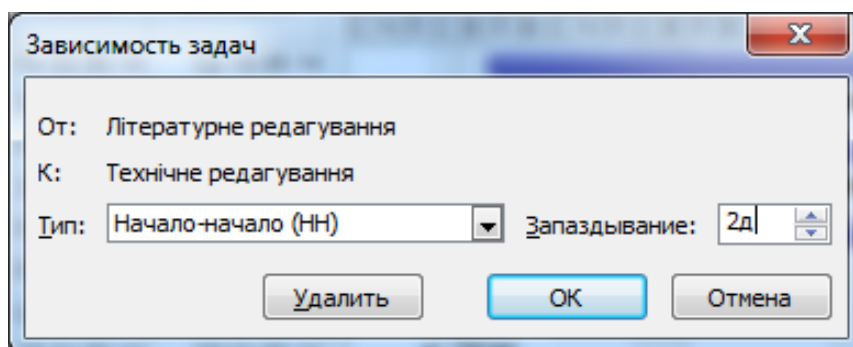 Зависимость задач
От: Літературне редагування
К: Технічне редагування
Тип: Начало-начало (НН) Запаздывание: 2д
Удалить ОК Отмена